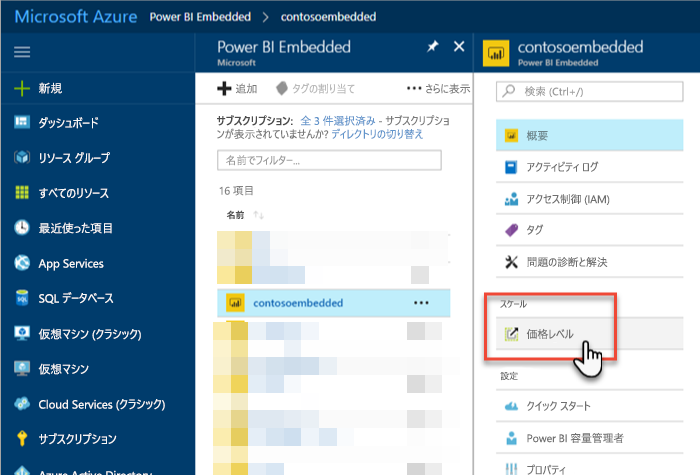 Microsoft Azure Power BI Embedded > contosoembedded
新規
ダッシュボード
リソース グループ
すべてのリソース
最近使った項目
App Services
SQL データベース
仮想マシン (クラシック)
仮想マシン
Cloud Services (クラシック)
サブスクリプション
Azure Active Directory
Power BI Embedded
Microsoft
追加 タグの割り当て ••• さらに表示
サブスクリプション: 全 3 件選択済み - サブスクリプショ
ンが表示されていませんか? ディレクトリの切り替え
名前でフィルター...
16 項目
名前
contosoembedded •••
contosoembedded
Power BI Embedded
検索 (Ctrl+/)
概要
アクティビティ ログ
アクセス制御 (IAM)
タグ
問題の診断と解決
スケール
価格レベル
設定
クイック スタート
Power BI 容量管理者
プロパティ